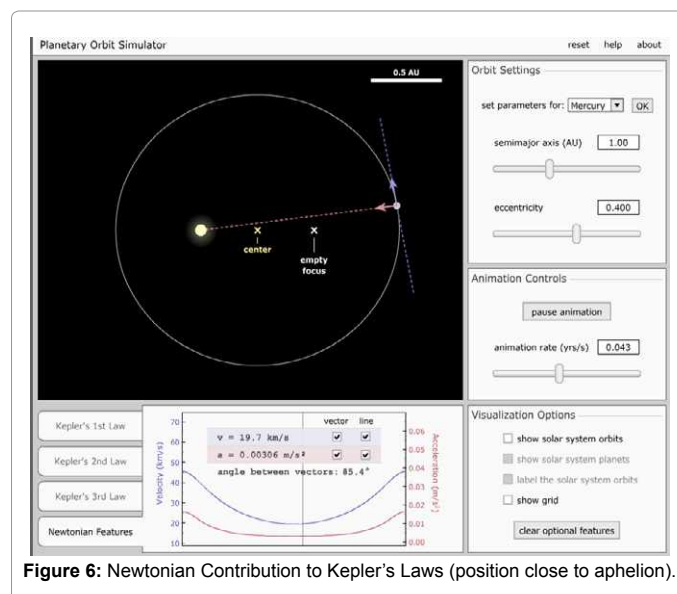 Planetary Orbit Simulator
reset help about
0.5 AU
center
empty
focus
Orbit Settings
set parameters for: Mercury OK
semimajor axis (AU) 1.00
eccentricity 0.400
Animation Controls
pause animation
animation rate (yrs/s) 0.043
Kepler's 1st Law
Kepler's 2nd Law
Kepler's 3rd Law
Newtonian Features
Velocity (km/s)
70
60
50
40
30
20
10
vector line
v = 19.7 km/s
a = 0.00306 m/s²
angle between vectors: 85.4°
0.06
0.05
0.04
0.03
0.02
0.01
0.00
Acceleration (m/s²)
Visualization Options
show solar system orbits
show solar system planets
label the solar system orbits
show grid
clear optional features
Figure 6: Newtonian Contribution to Kepler's Laws (position close to aphelion).